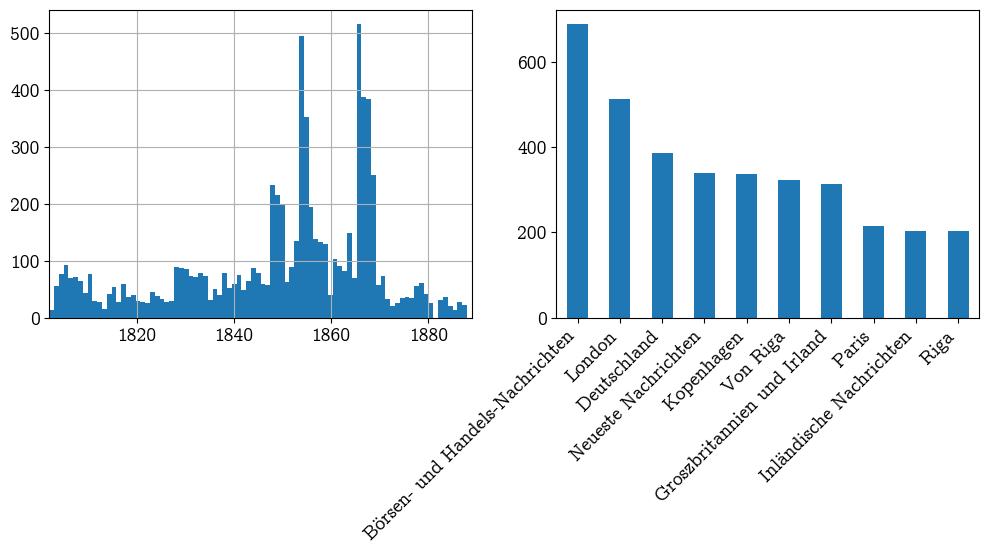 500
400
300
200
100
0
1820
1840
1860
1880
600
400
200
0
Börsen- und Handels-Nachrichten
London
Deutschland
Neueste Nachrichten
Kopenhagen
Von Riga
Groszbritannien und Irland
Paris
Inländische Nachrichten
Riga